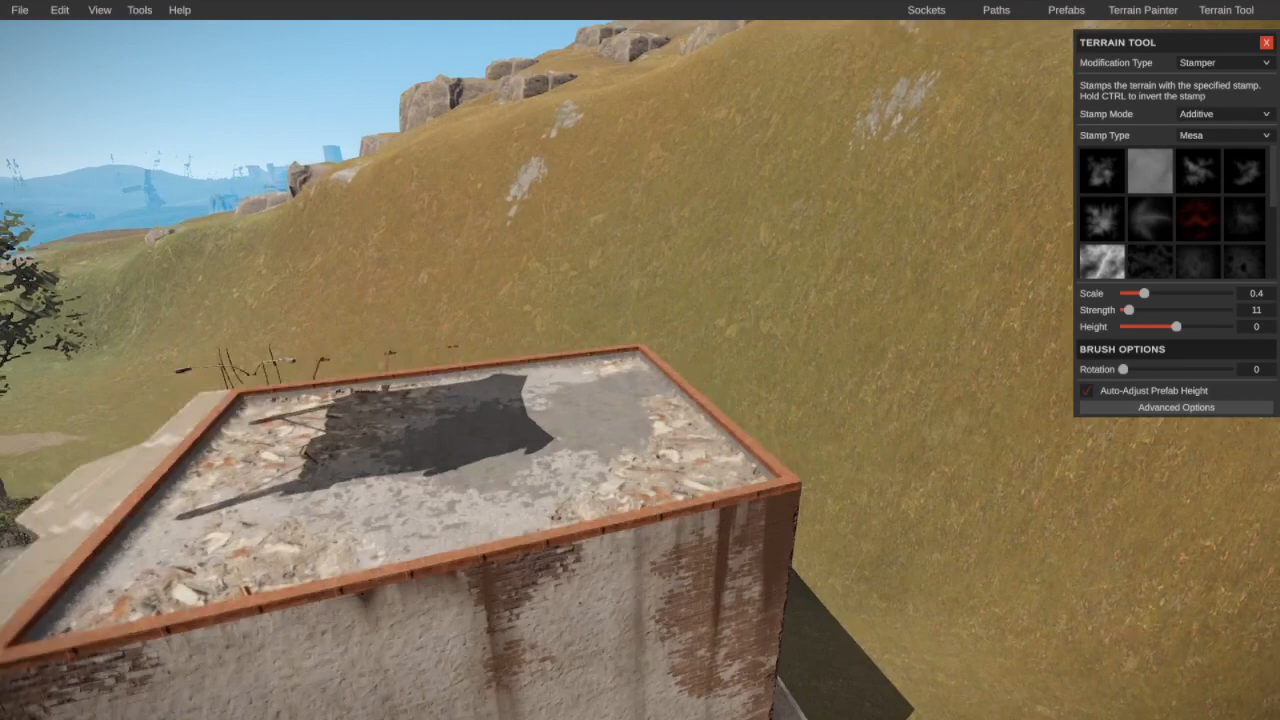 File Edit View Tools Help Sockets Paths Prefabs Terrain Painter Terrain Tool
TERRAIN TOOL X
Modification Type Stamper
Stamps the terrain with the specified stamp.
Hold CTRL to invert the stamp
Stamp Mode Additive
Stamp Type Mesa
Scale 0.4
Strength 11
Height 0
BRUSH OPTIONS
Rotation 0
Auto-Adjust Prefab Height
Advanced Options